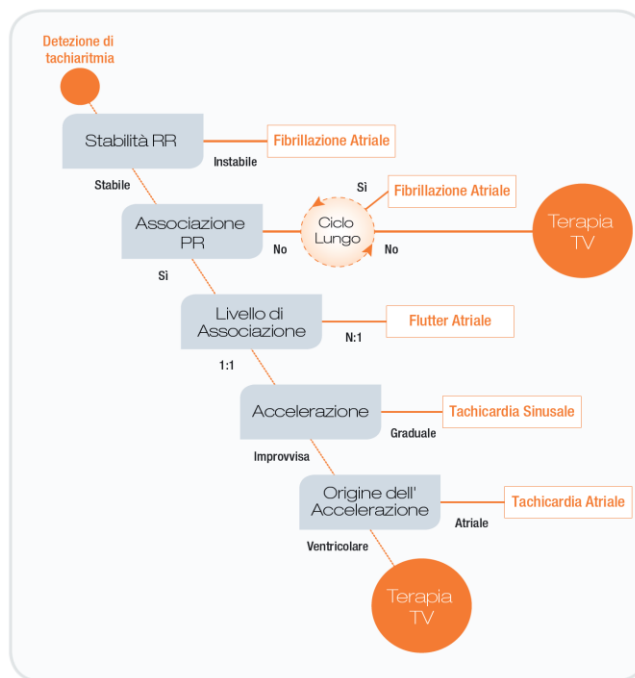 Detezione di
tachiaritmia
Stabilità RR
Instabile
Fibrillazione Atriale
Stabile
Sì
Fibrillazione Atriale
Associazione
PR
No
Ciclo
Lungo
No
Terapia
TV
Sì
Livello di
Associazione
N:1
Flutter Atriale
1:1
Accelerazione
Graduale
Tachicardia Sinusale
Improvvisa
Origine dell'
Accelerazione
Atriale
Tachicardia Atriale
Ventricolare
Terapia
TV